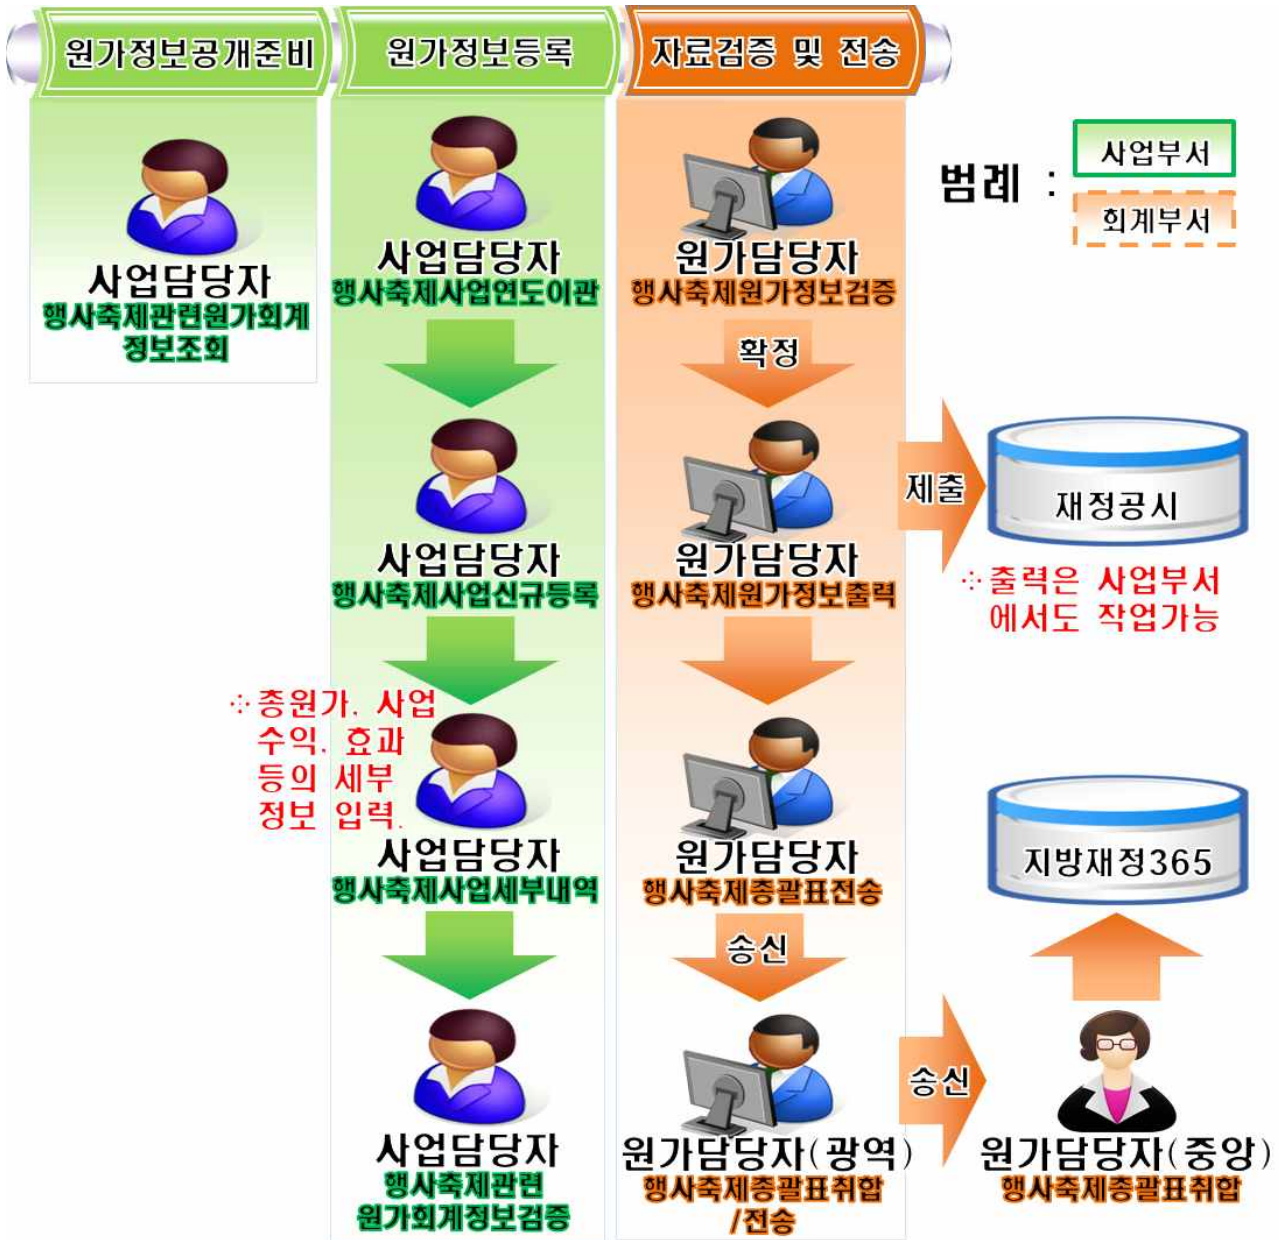 원가정보공개준비
원가정보등록
자료검증 및 전송
사업담당자
행사축제관련원가회계
정보조회
사업담당자
행사축제사업연도이관
사업담당자
행사축제사업신규등록
※총원가, 사업
수익, 효과
등의 세부
정보 입력.
사업담당자
행사축제사업세부내역
사업담당자
행사축제관련
원가회계정보검증
원가담당자
행사축제원가정보검증
확정
원가담당자
행사축제원가정보출력
원가담당자
행사축제총괄표전송
송신
원가담당자(광역)
행사축제총괄표취합
/전송
범례 :
사업부서
회계부서
제출
재정공시
※출력은 사업부서
에서도 작업가능
지방재정365
송신
원가담당자(중앙)
행사축제총괄표취합